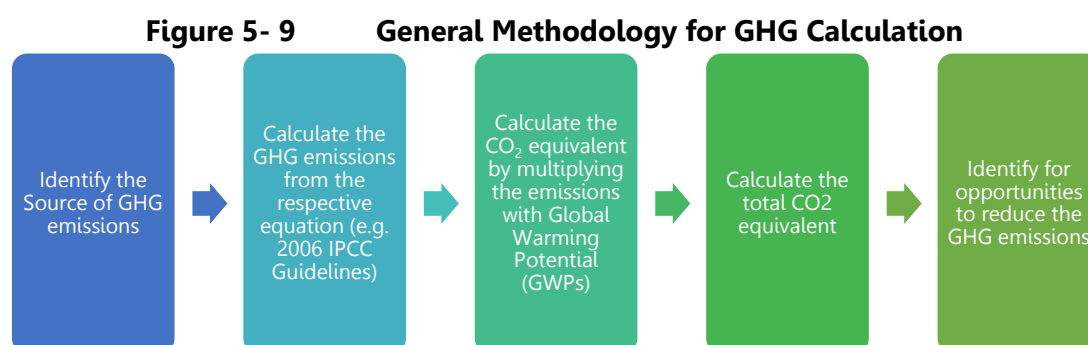 Figure 5- 9 General Methodology for GHG Calculation
Identify the
Source of GHG
emissions
Calculate the
GHG emissions
from the
respective
equation (e.g.
2006 IPCC
Guidelines)
Calculate the
CO₂ equivalent
by multiplying
the emissions
with Global
Warming
Potential
(GWPs)
Calculate the
total CO2
equivalent
Identify for
opportunities
to reduce the
GHG emissions